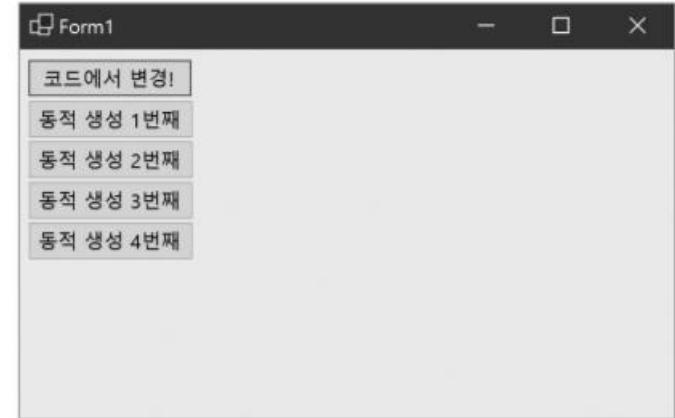 Form1
코드에서 변경!
동적 생성 1번째
동적 생성 2번째
동적 생성 3번째
동적 생성 4번째